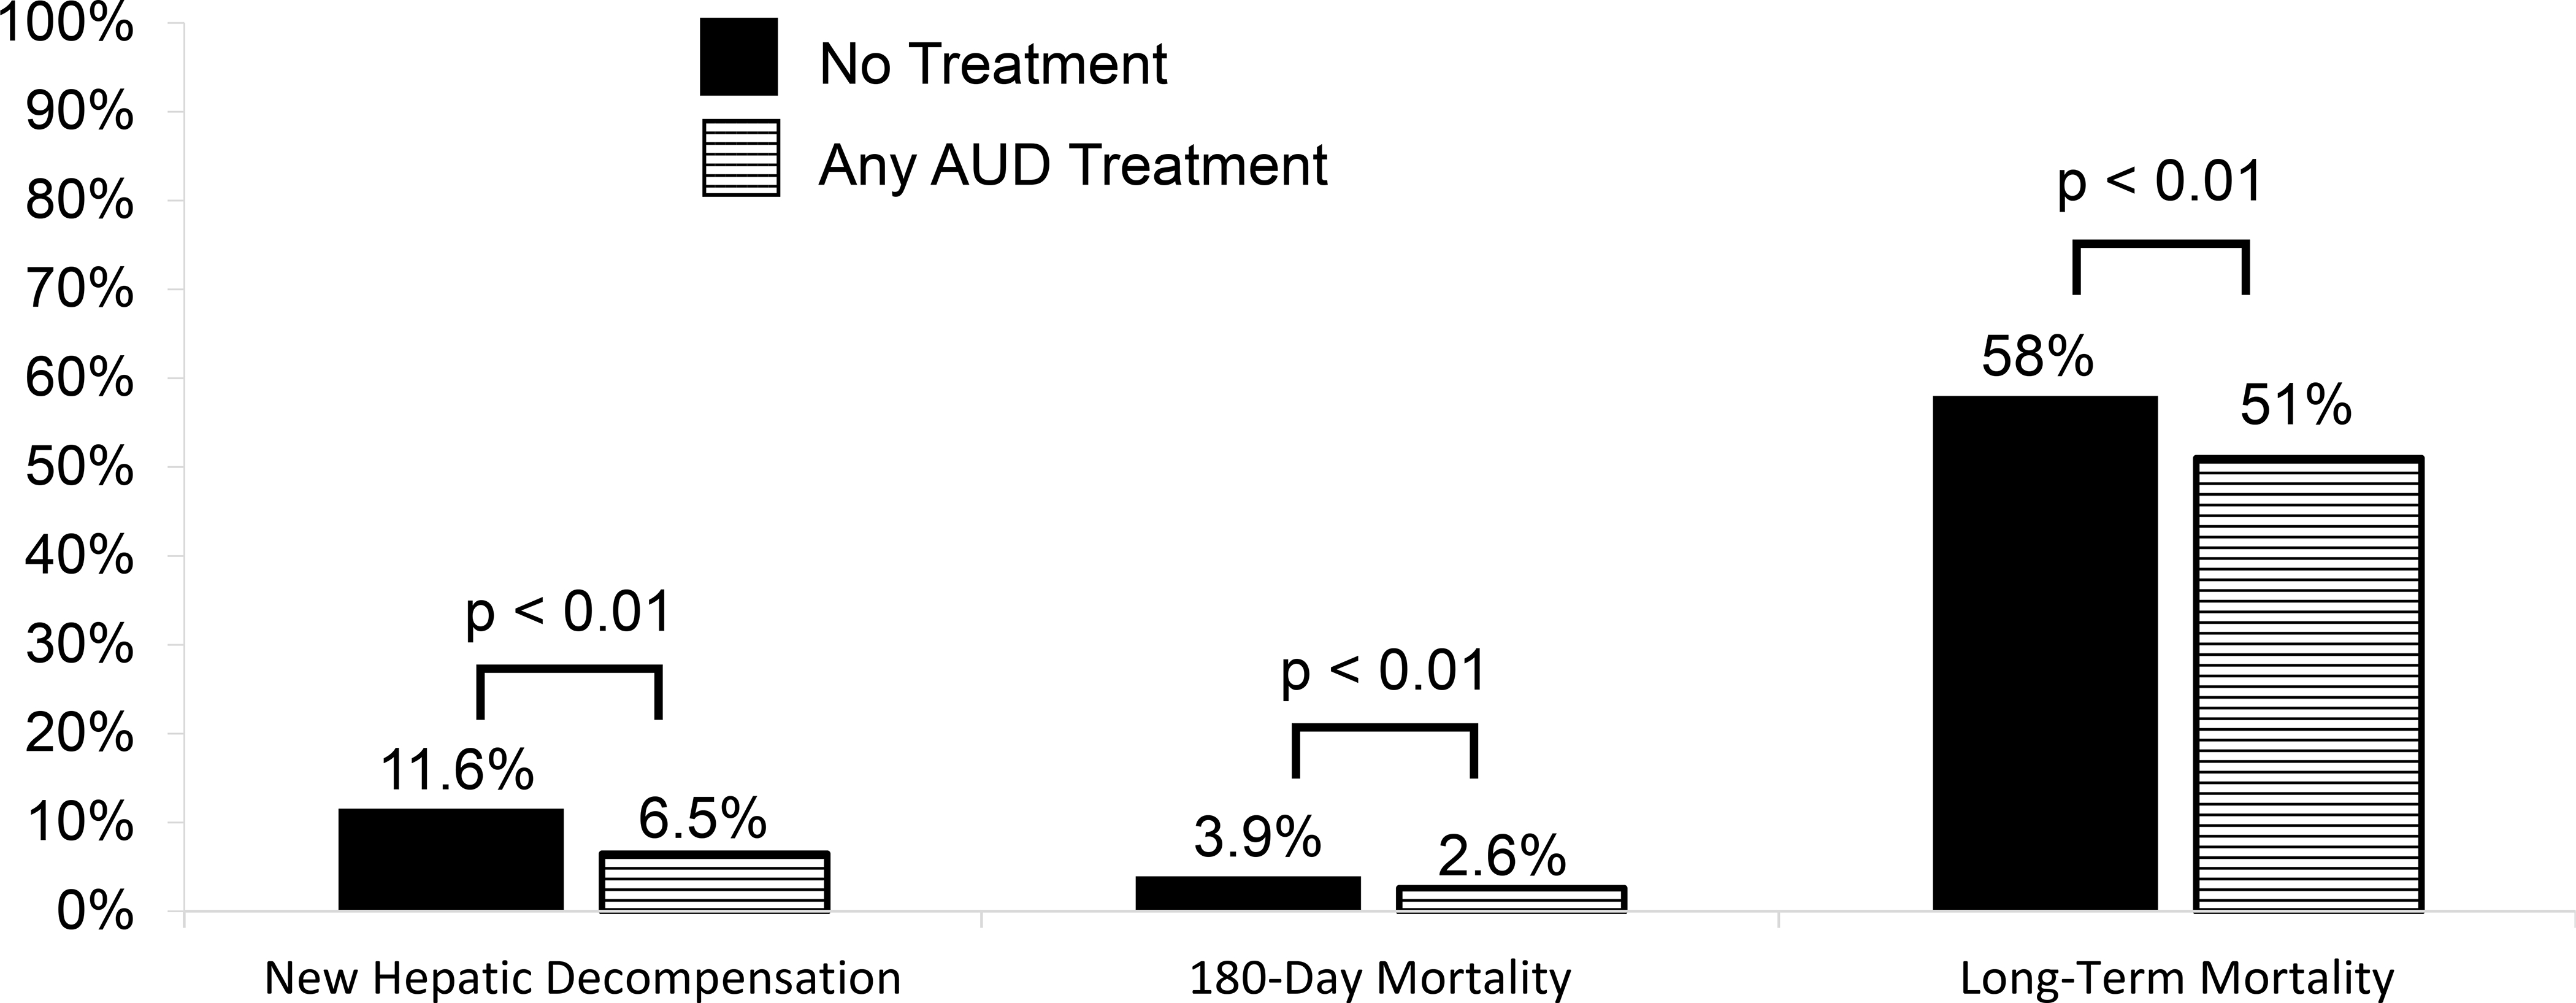 100%
90%
80%
70%
60%
50%
40%
30%
20%
10%
0%
No Treatment
Any AUD Treatment
p < 0.01
11.6%
6.5%
p < 0.01
3.9%
2.6%
p < 0.01
58%
51%
New Hepatic Decompensation
180-Day Mortality
Long-Term Mortality